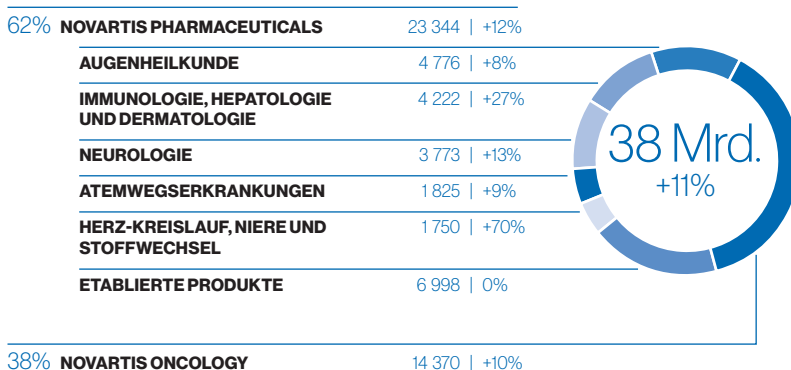 62% NOVARTIS PHARMACEUTICALS 23 344 | +12%
AUGENHEILKUNDE 4 776 | +8%
IMMUNOLOGIE, HEPATOLOGIE 4 222 | +27%
UND DERMATOLOGIE
NEUROLOGIE 3 773 | +13%
ATEMWEGSERKRANKUNGEN 1 825 | +9%
HERZ-KREISLAUF, NIERE UND 1 750 | +70%
STOFFWECHSEL
ETABLIERTE PRODUKTE 6 998 | 0%
38 Mrd.
+11%
38% NOVARTIS ONCOLOGY 14 370 | +10%